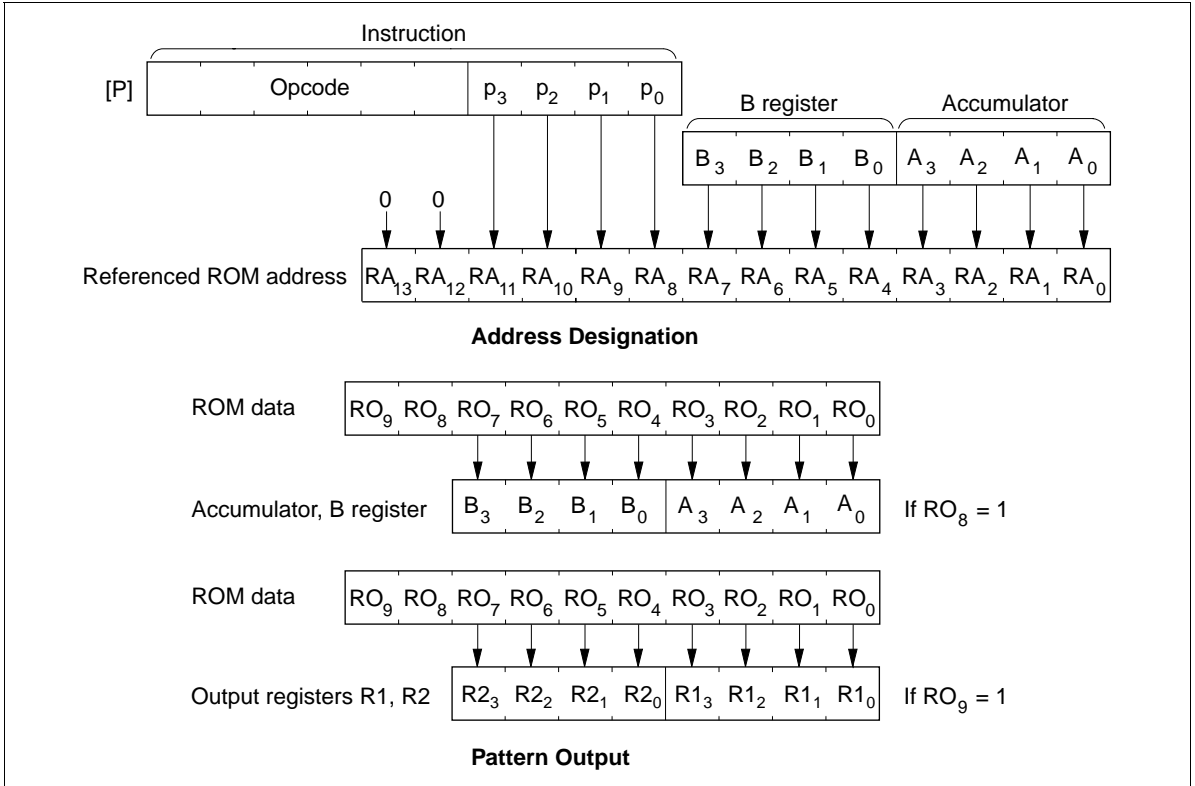 Instruction
[P] Opcode p3 p2 p1 p0
B register Accumulator
B3 B2 B1 B0 A3 A2 A1 A0
0 0
Referenced ROM address RA13 RA12 RA11 RA10 RA9 RA8 RA7 RA6 RA5 RA4 RA3 RA2 RA1 RA0
Address Designation
ROM data RO9 RO8 RO7 RO6 RO5 RO4 RO3 RO2 RO1 RO0
Accumulator, B register B3 B2 B1 B0 A3 A2 A1 A0 If RO8 = 1
ROM data RO9 RO8 RO7 RO6 RO5 RO4 RO3 RO2 RO1 RO0
Output registers R1, R2 R23 R22 R21 R20 R13 R12 R11 R10 If RO9 = 1
Pattern Output